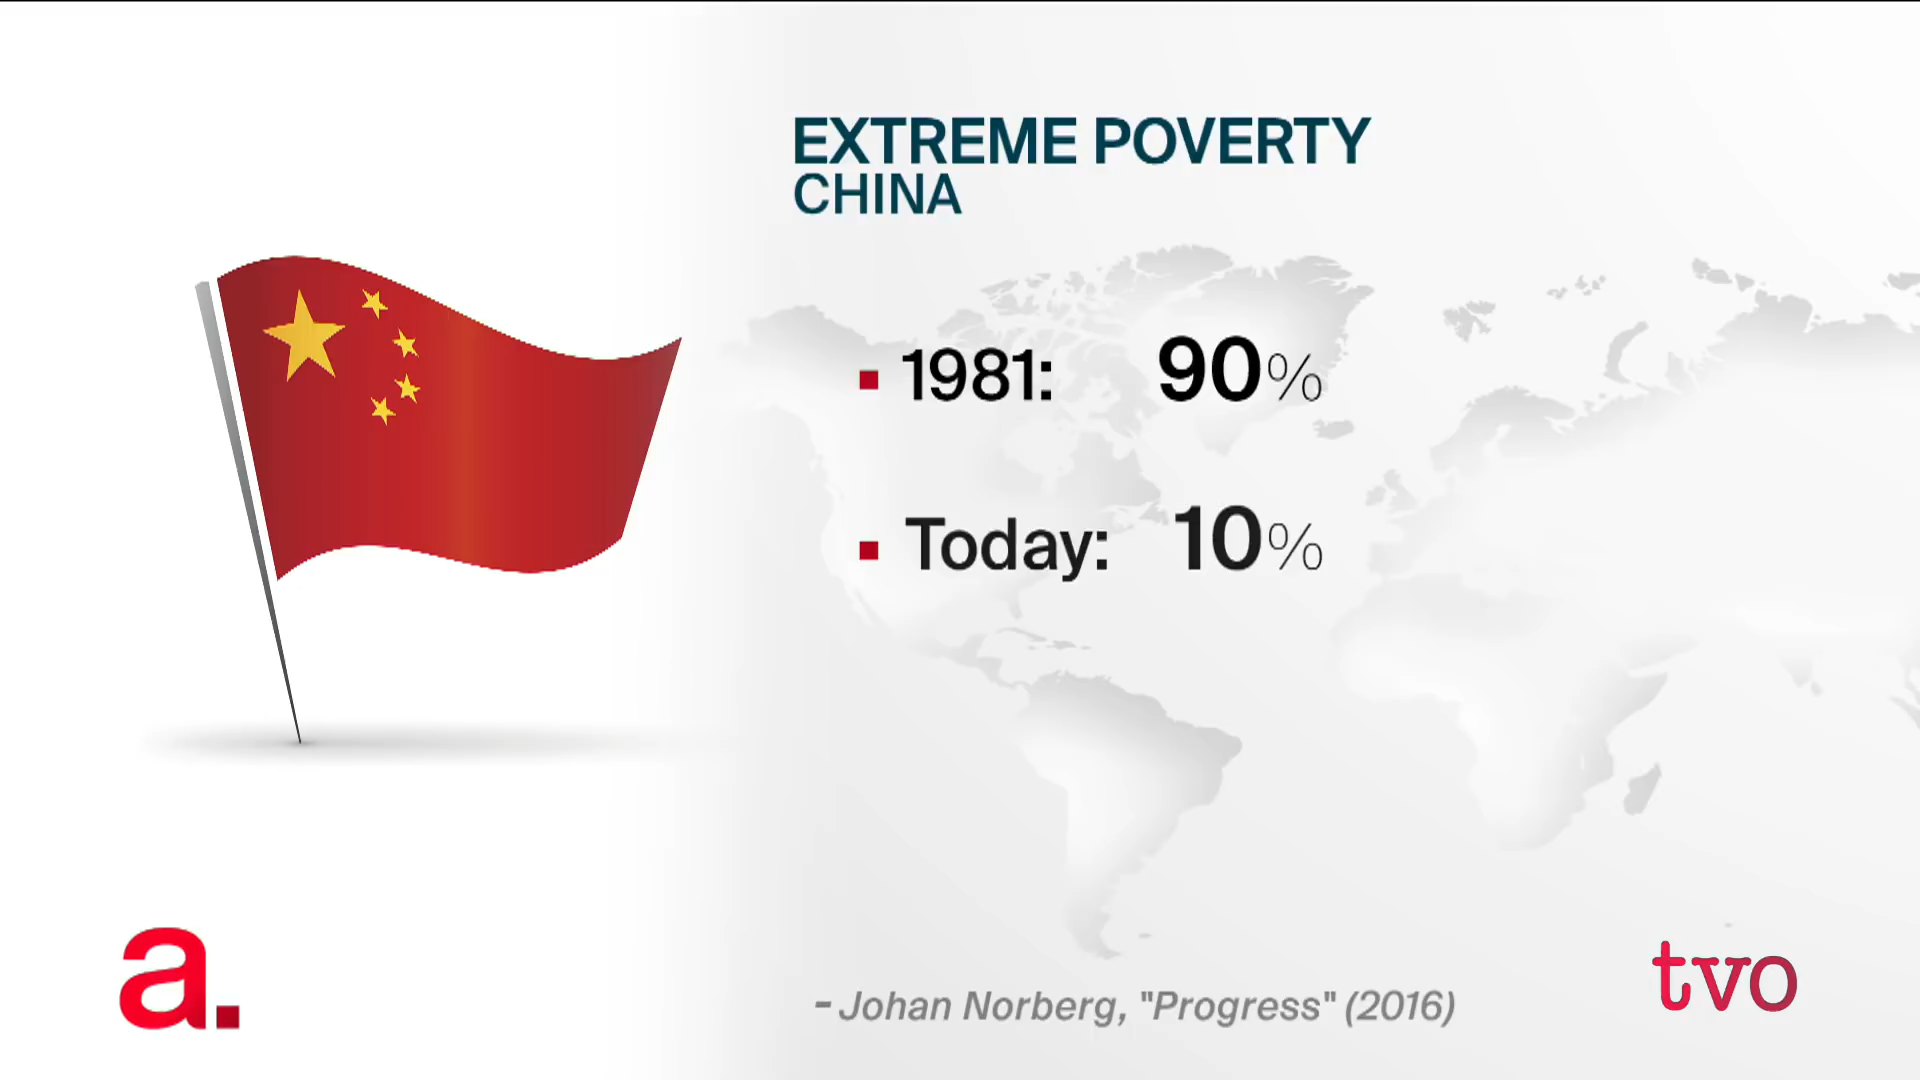 EXTREME POVERTY
CHINA
1981: 90%
Today: 10%
- Johan Norberg, "Progress" (2016)
a.
tvo